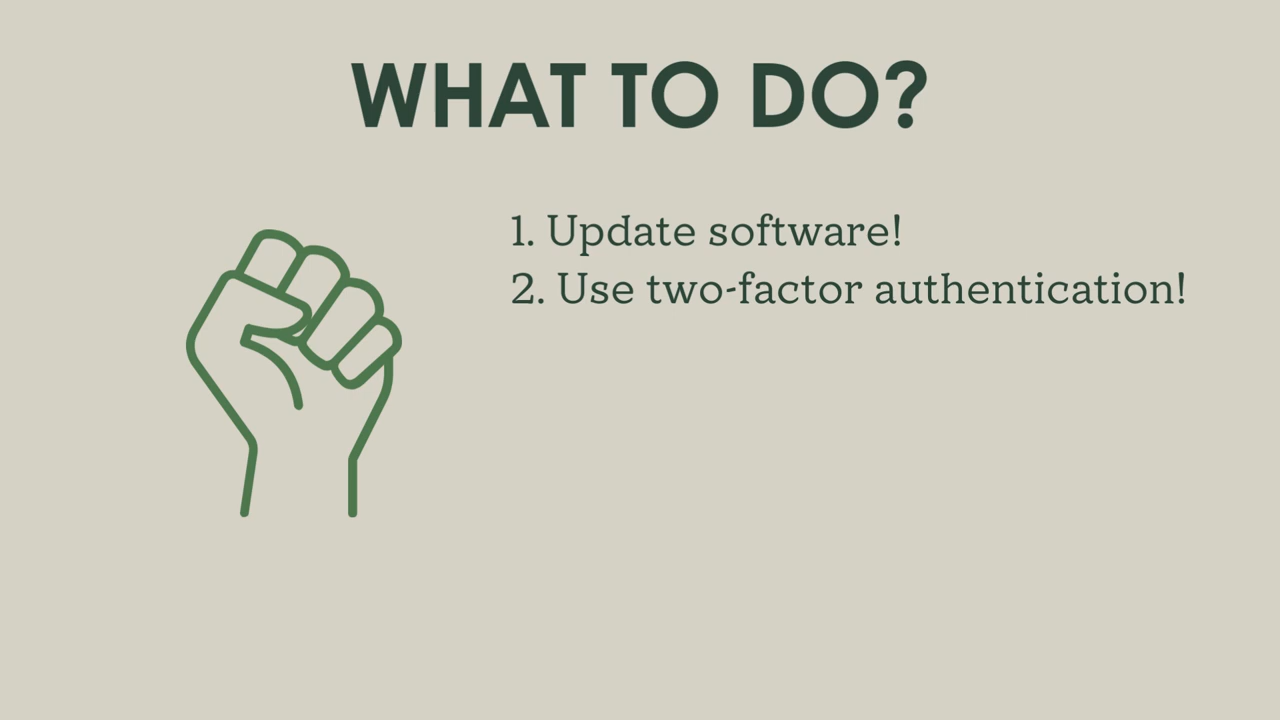 WHAT TO DO?
1. Update software!
2. Use two-factor authentication!